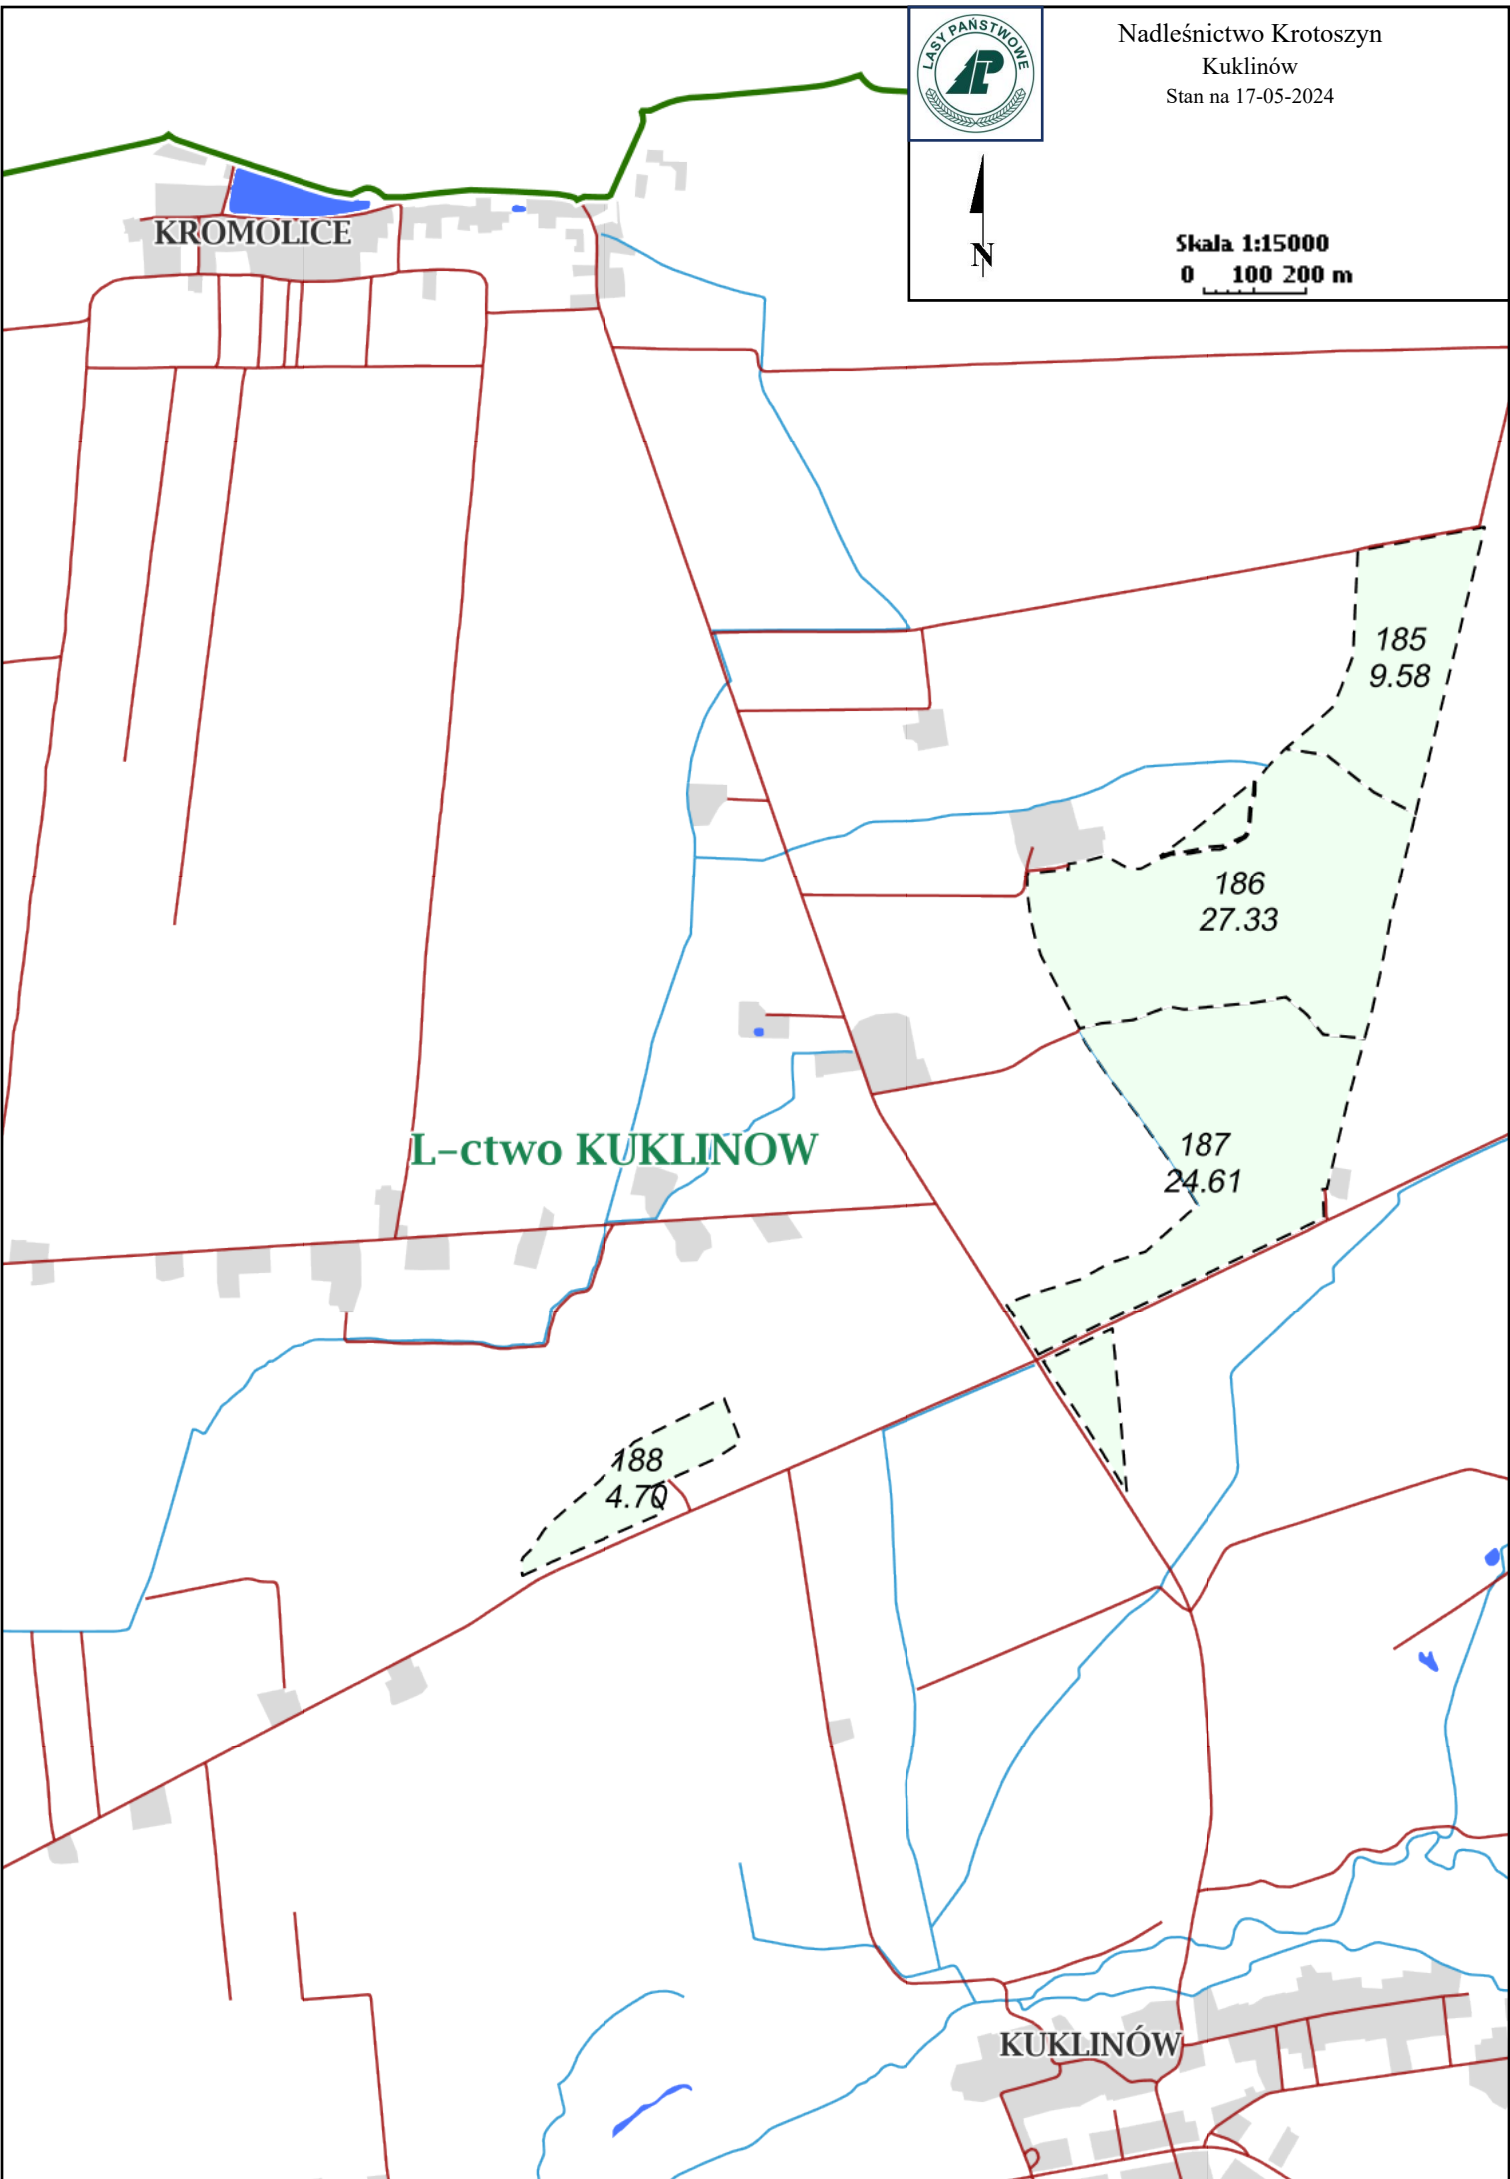 LASY PAŃSTWOWE
LP
Nadleśnictwo Krotoszyn
Kuklinów
Stan na 17-05-2024
N
Skala 1:15000
0 100 200 m
KROMOLICE
185
9.58
186
27.33
187
24.61
L-ctwo KUKLINOW
188
4.70
KUKLINÓW